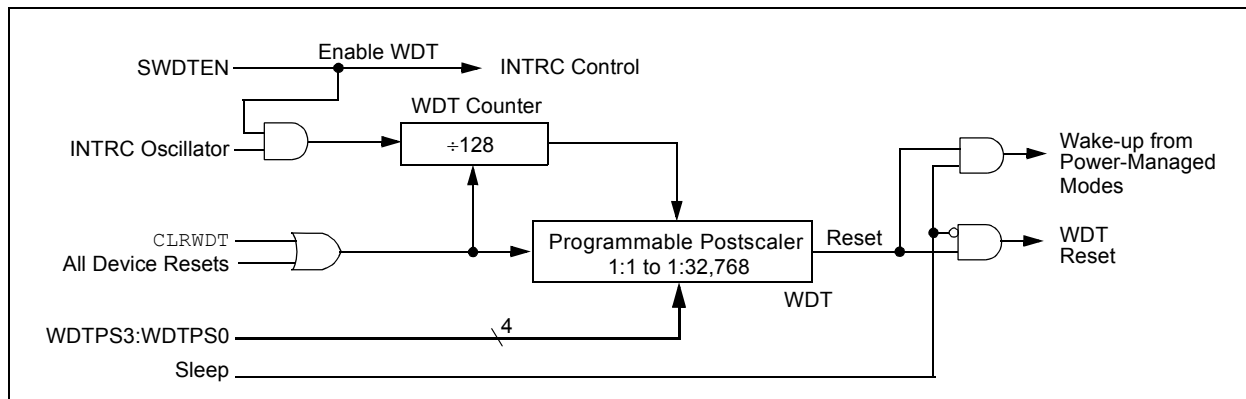 Enable WDT
SWDTEN
INTRC Control
WDT Counter
INTRC Oscillator
÷128
Wake-up from
Power-Managed
Modes
CLRWDT
All Device Resets
Programmable Postscaler
1:1 to 1:32,768
Reset
WDT
WDT
Reset
WDTPS3:WDTPS0
4
Sleep